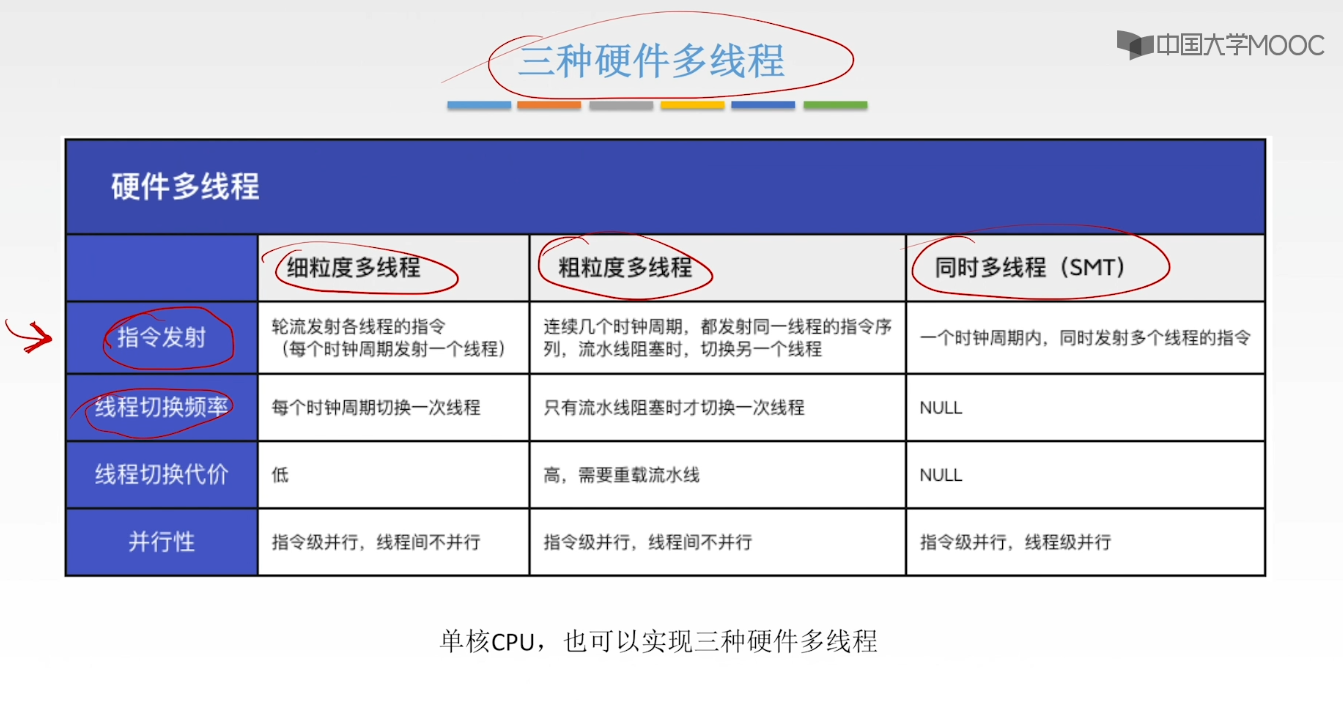 三种硬件多线程
中国大学MOOC
硬件多线程
细粒度多线程
粗粒度多线程
同时多线程（SMT）
指令发射
轮流发射各线程的指令
（每个时钟周期发射一个线程）
连续几个时钟周期，都发射同一线程的指令序
列，流水线阻塞时，切换另一个线程
一个时钟周期内，同时发射多个线程的指令
线程切换频率
每个时钟周期切换一次线程
只有流水线阻塞时才切换一次线程
NULL
线程切换代价
低
高，需要重载流水线
NULL
并行性
指令级并行，线程间不并行
指令级并行，线程间不并行
指令级并行，线程级并行
单核CPU，也可以实现三种硬件多线程